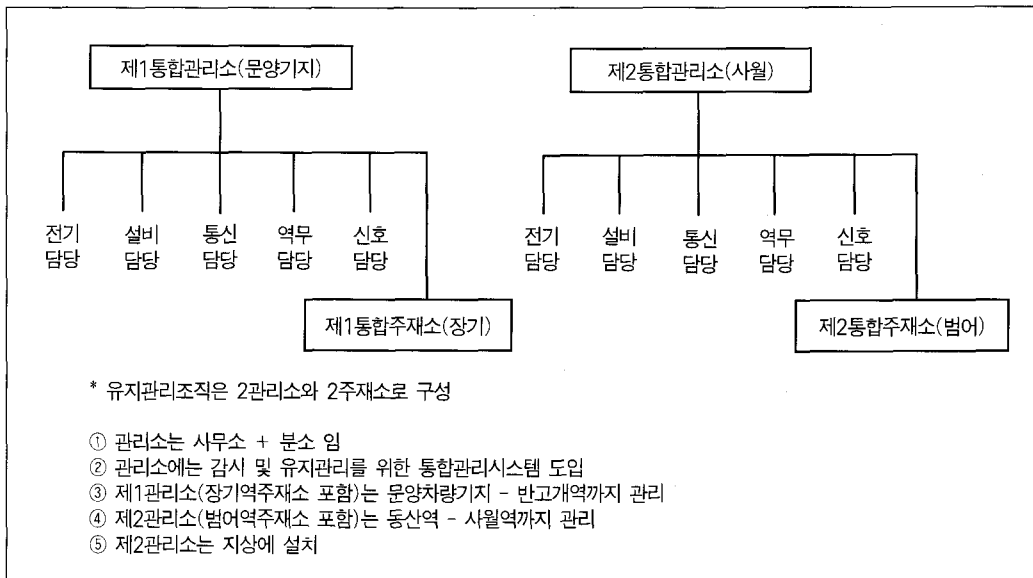 제1통합관리소(문양기지)
제2통합관리소(사월)
전기 담당
설비 담당
통신 담당
역무 담당
신호 담당
전기 담당
설비 담당
통신 담당
역무 담당
신호 담당
제1통합주재소(장기)
제2통합주재소(범어)
* 유지관리조직은 2관리소와 2주재소로 구성
① 관리소는 사무소 + 분소 임
② 관리소에는 감시 및 유지관리를 위한 통합관리시스템 도입
③ 제1관리소(장기역주재소 포함)는 문양차량기지 - 반고개역까지 관리
④ 제2관리소(범어역주재소 포함)는 동산역 - 사월역까지 관리
⑤ 제2관리소는 지상에 설치